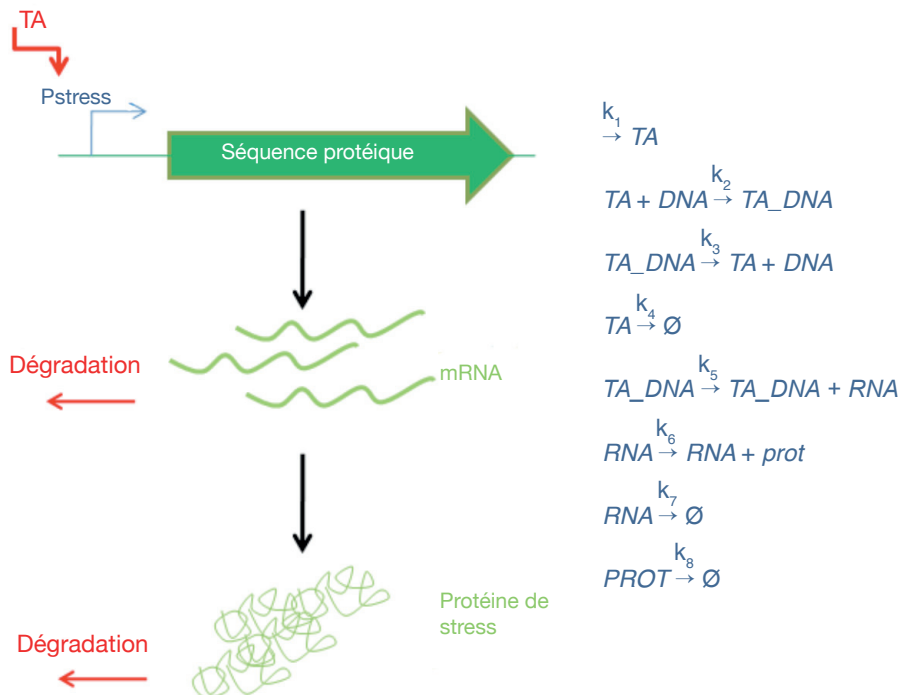 TA
Pstress
Séquence protéique
Dégradation
mRNA
Dégradation
Protéine de
stress
k₁
→ TA
k₂
TA + DNA → TA_DNA
k₃
TA_DNA → TA + DNA
k₄
TA → Ø
k₅
TA_DNA → TA_DNA + RNA
k₆
RNA → RNA + prot
k₇
RNA → Ø
k₈
PROT → Ø